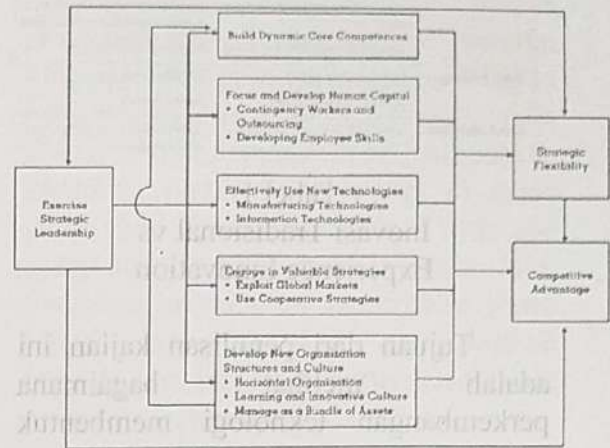 Build Dynamic Core Competences
Focus and Develop Human Capital
• Contingency Workers and
Outsourcing
• Developing Employee Skills
Exercise
Strategic
Leadership
Effectively Use New Technologies
• Manufacturing Technologies
• Information Technologies
Engage in Valuable Strategies
• Exploit Global Markets
• Use Cooperative Strategies
Develop New Organization
Structures and Culture
• Horizontal Organization
• Learning and Innovative Culture
• Manage as a Bundle of Assets
Strategic
Flexibility
Competitive
Advantage
Inovasi Tradisional vs
Innovation
Tujuan dari penulisan kajian ini
adalah bagaimana
perkembangan teknologi membentuk